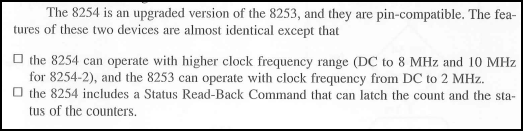 The 8254 is an upgraded version of the 8253, and they are pin-compatible. The fea-
tures of these two devices are almost identical except that
□ the 8254 can operate with higher clock frequency range (DC to 8 MHz and 10 MHz
for 8254-2), and the 8253 can operate with clock frequency from DC to 2 MHz.
□ the 8254 includes a Status Read-Back Command that can latch the count and the sta-
tus of the counters.